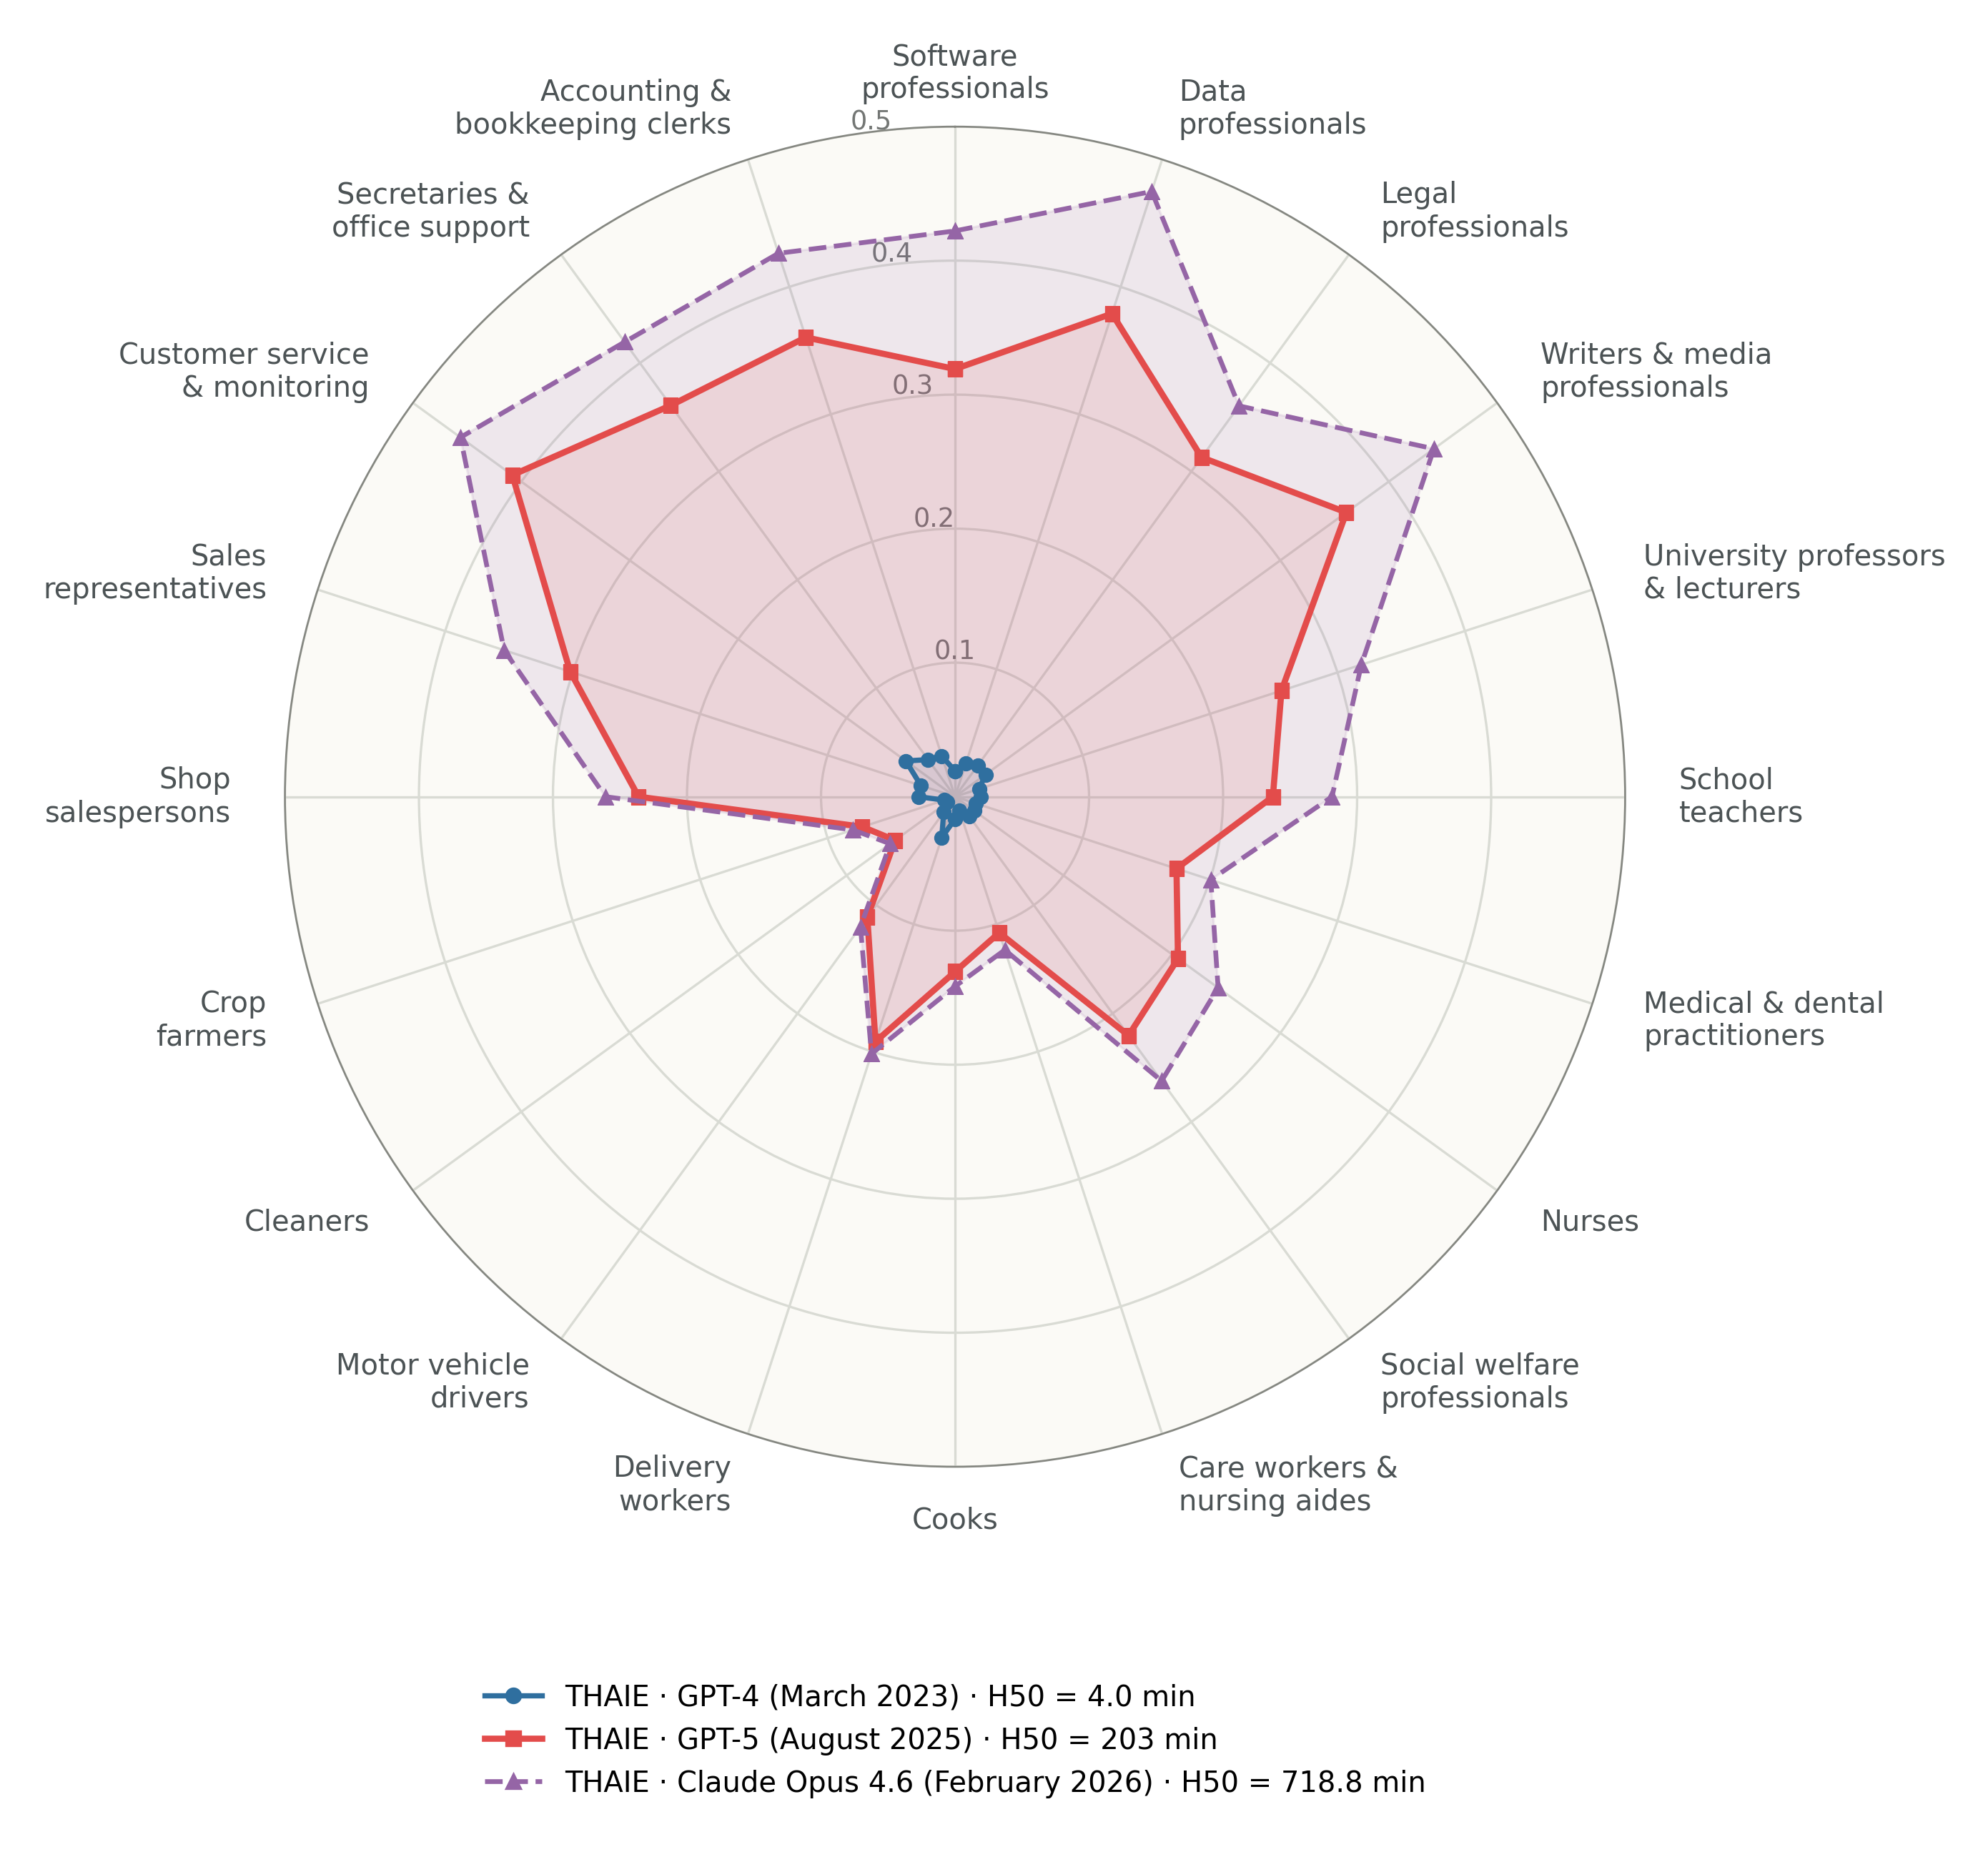 Software
professionals
Data
professionals
Legal
professionals
Writers & media
professionals
University professors
& lecturers
School
teachers
Medical & dental
practitioners
Nurses
Social welfare
professionals
Care workers &
nursing aides
Cooks
Delivery
workers
Motor vehicle
drivers
Cleaners
Crop
farmers
Shop
salespersons
Sales
representatives
Customer service
& monitoring
Secretaries &
office support
Accounting &
bookkeeping clerks
0.5
0.4
0.3
0.2
0.1
THAIE · GPT-4 (March 2023) · H50 = 4.0 min
THAIE · GPT-5 (August 2025) · H50 = 203 min
THAIE · Claude Opus 4.6 (February 2026) · H50 = 718.8 min